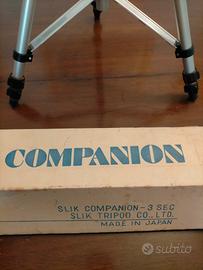 COMPANION
SLIK COMPANION-3 SEC
SLIK TRIPOD CO., LTD.
MADE IN JAPAN
subito